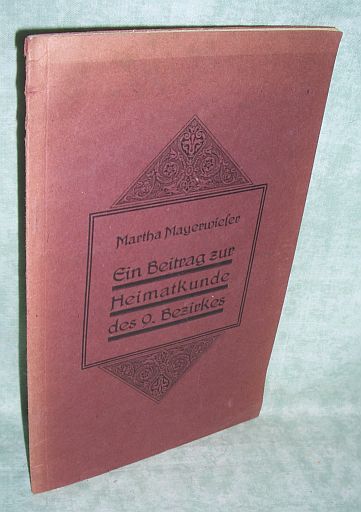 Martha Mayerwieser
Ein Beitrag zur
Heimatkunde
des 9. Bezirkes